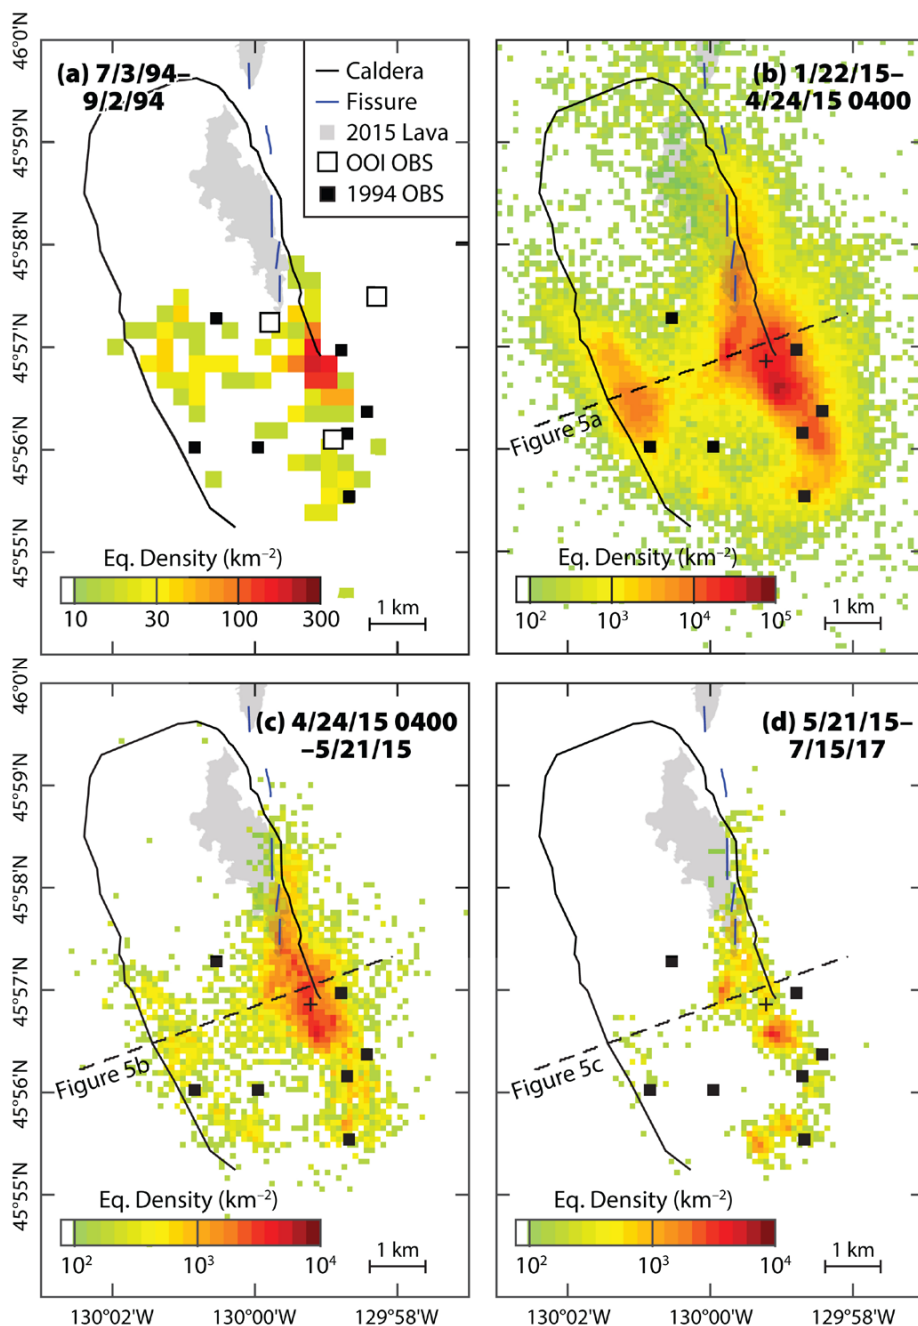 (a) 7/3/94–
9/2/94
Caldera
Fissure
2015 Lava
OOI OBS
1994 OBS
46°0'N
45°59'N
45°58'N
45°57'N
45°56'N
45°55'N
Eq. Density (km⁻²)
10 30 100 300
1 km
(b) 1/22/15–
4/24/15 0400
Figure 5a
Eq. Density (km⁻²)
10² 10³ 10⁴ 10⁵
1 km
(c) 4/24/15 0400
–5/21/15
46°0'N
45°59'N
45°58'N
45°57'N
45°56'N
45°55'N
Figure 5b
Eq. Density (km⁻²)
10² 10³ 10⁴
1 km
130°02'W 130°00'W 129°58'W
(d) 5/21/15–
7/15/17
Figure 5c
Eq. Density (km⁻²)
10² 10³ 10⁴
1 km
130°02'W 130°00'W 129°58'W